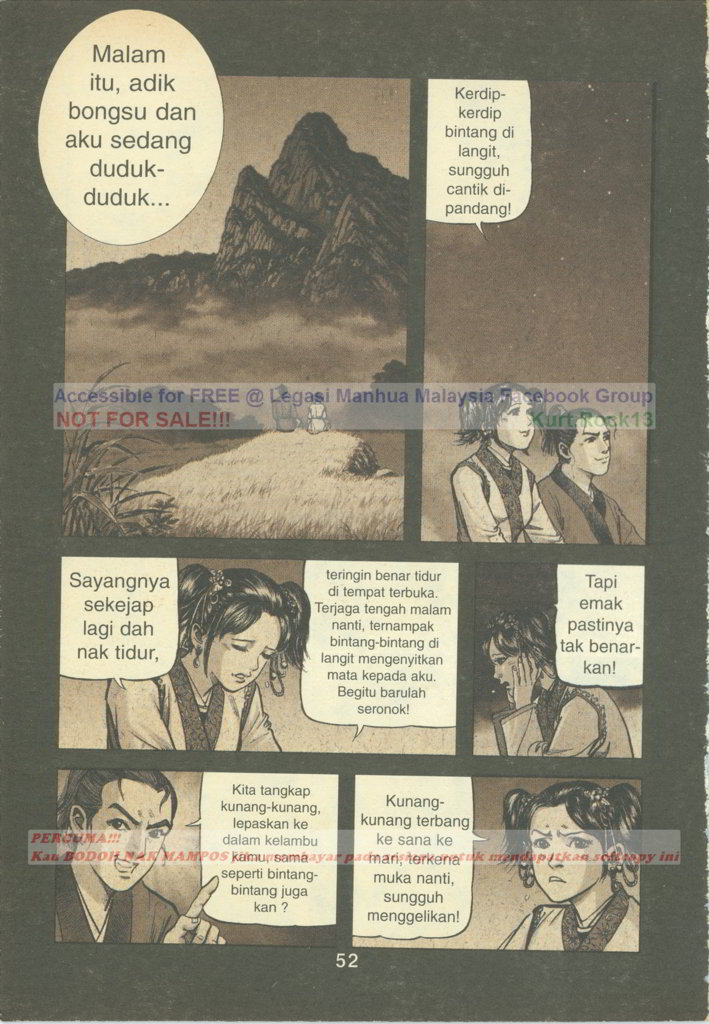 Malam
itu, adik
bongsu dan
aku sedang
duduk-
duduk...
Kerdip-
kerdip
bintang di
langit,
sungguh
cantik di-
pandang!
Accessible for FREE @ Legasi Manhua Malaysia Facebook Group
NOT FOR SALE!!!
Kurt Rock13
Sayangnya
sekejap
lagi dah
nak tidur,
teringin benar tidur
di tempat terbuka.
Terjaga tengah malam
nanti, ternampak
bintang-bintang di
langit mengenyitkan
mata kepada aku.
Begitu barulah
seronok!
Tapi
emak
pastinya
tak benar-
kan!
Kita tangkap
kunang-kunang,
lepaskan ke
dalam kelambu
kamu, sama
seperti bintang-
bintang juga
kan ?
Kunang-
kunang terbang
ke sana ke
mari, terkena
muka nanti,
sungguh
menggelikan!
PERCUMA!!!
Kau BODOH NAK MAMPOS untuk mendapatkan ini
52